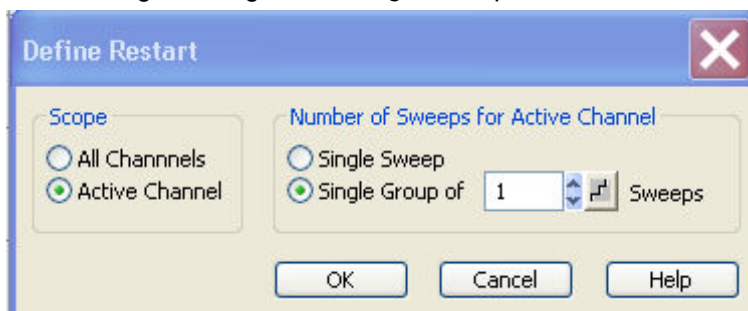 Define Restart
Scope
All Channnels
Active Channel
Number of Sweeps for Active Channel
Single Sweep
Single Group of 1 Sweeps
OK Cancel Help